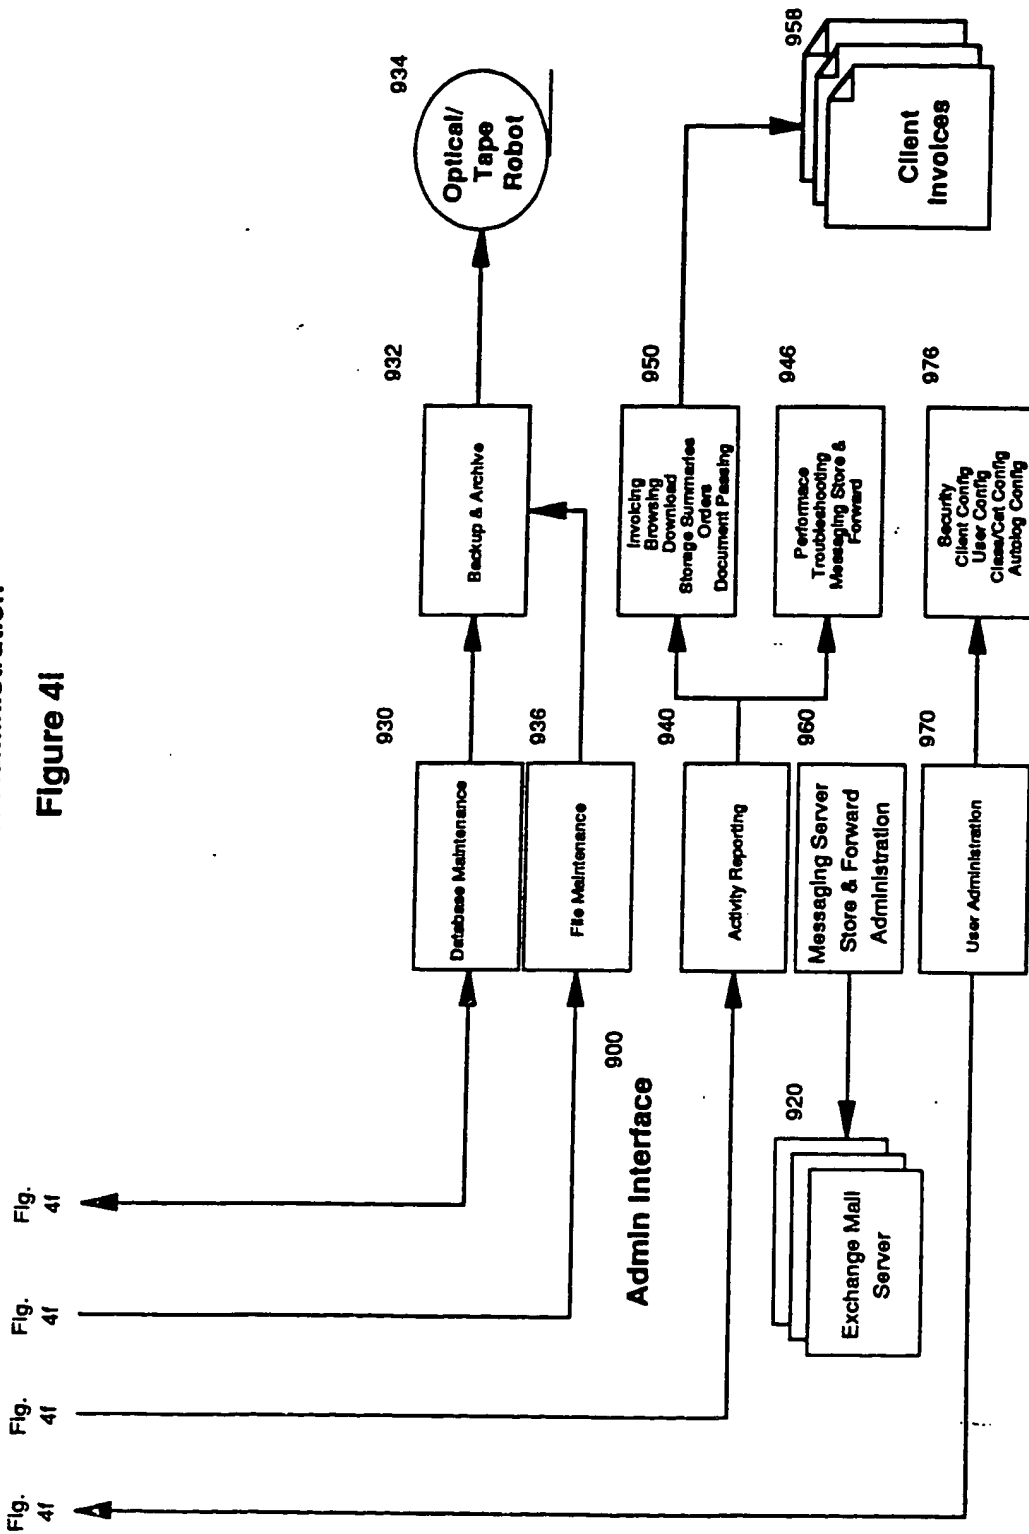 Figure 4i
Fig.
4f
Fig.
4f
Fig.
4f
Fig.
4f
Admin Interface
900
930
Database Maintenance
936
File Maintenance
932
Backup & Archive
934
Optical/
Tape
Robot
940
Activity Reporting
950
Invoicing
Browsing
Download
Storage Summaries
Orders
Document Passing
946
Performace
Troubleshooting
Messaging Store &
Forward
958
Client
Invoices
960
Messaging Server
Store & Forward
Administration
920
Exchange Mail
Server
970
User Administration
976
Security
Client Config
User Config
Class/Cat Config
Autolog Config